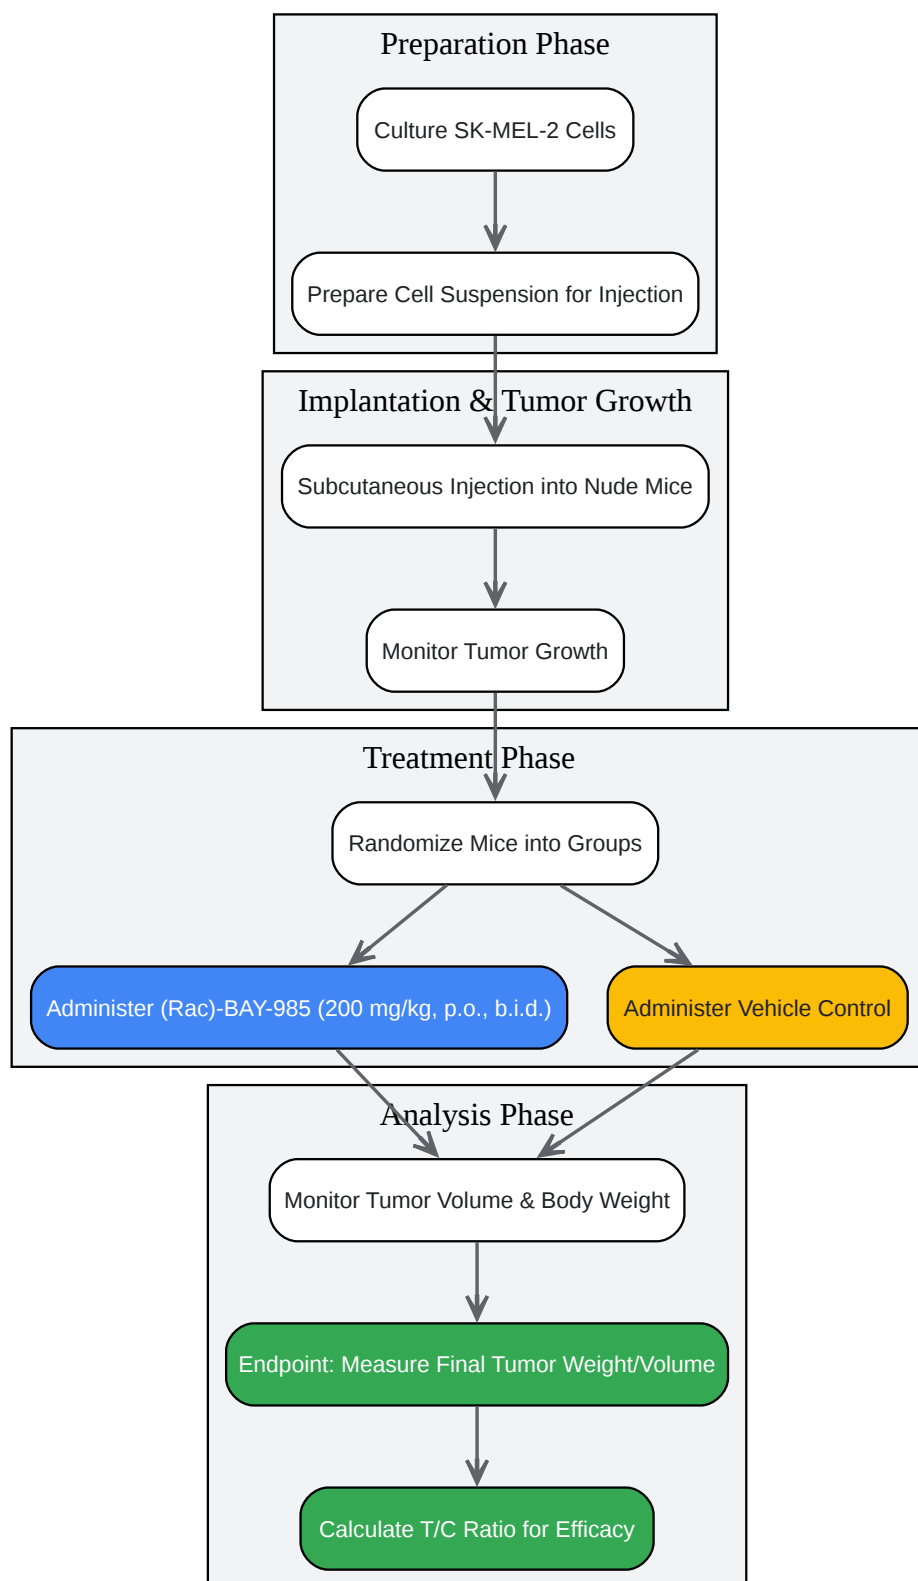 Preparation Phase
Culture SK-MEL-2 Cells
Prepare Cell Suspension for Injection
Implantation & Tumor Growth
Subcutaneous Injection into Nude Mice
Monitor Tumor Growth
Treatment Phase
Randomize Mice into Groups
Administer (Rac)-BAY-985 (200 mg/kg, p.o., b.i.d.)
Administer Vehicle Control
Analysis Phase
Monitor Tumor Volume & Body Weight
Endpoint: Measure Final Tumor Weight/Volume
Calculate T/C Ratio for Efficacy